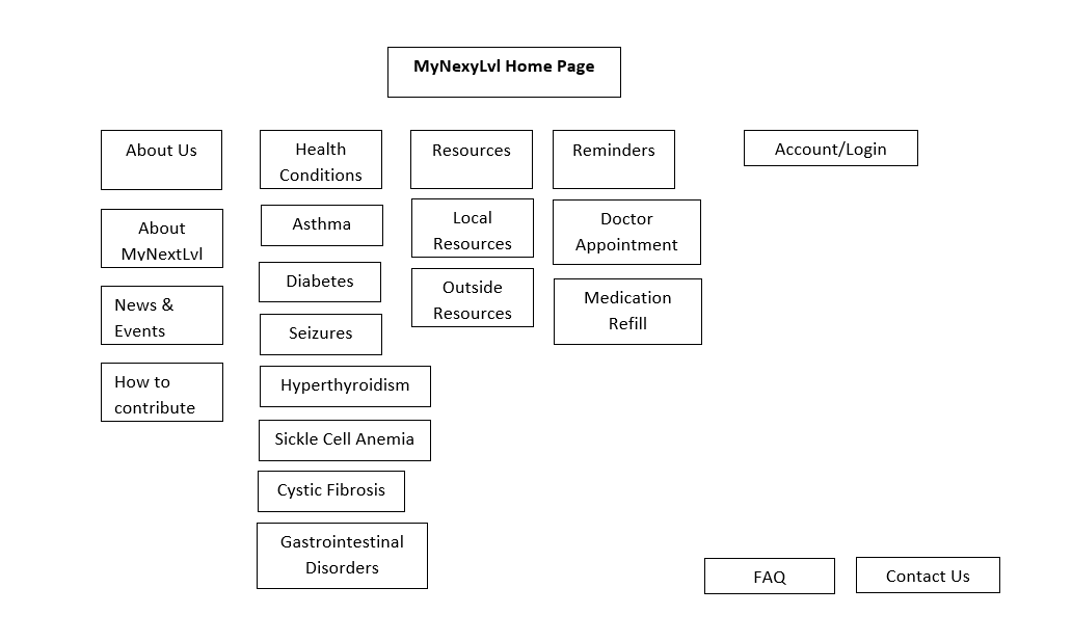 MyNexyLvl Home Page
About Us
Health
Conditions
Resources
Reminders
Account/Login
About
MyNextLvl
News &
Events
How to
contribute
Asthma
Diabetes
Seizures
Hyperthyroidism
Sickle Cell Anemia
Cystic Fibrosis
Gastrointestinal
Disorders
Local
Resources
Outside
Resources
Doctor
Appointment
Medication
Refill
FAQ
Contact Us